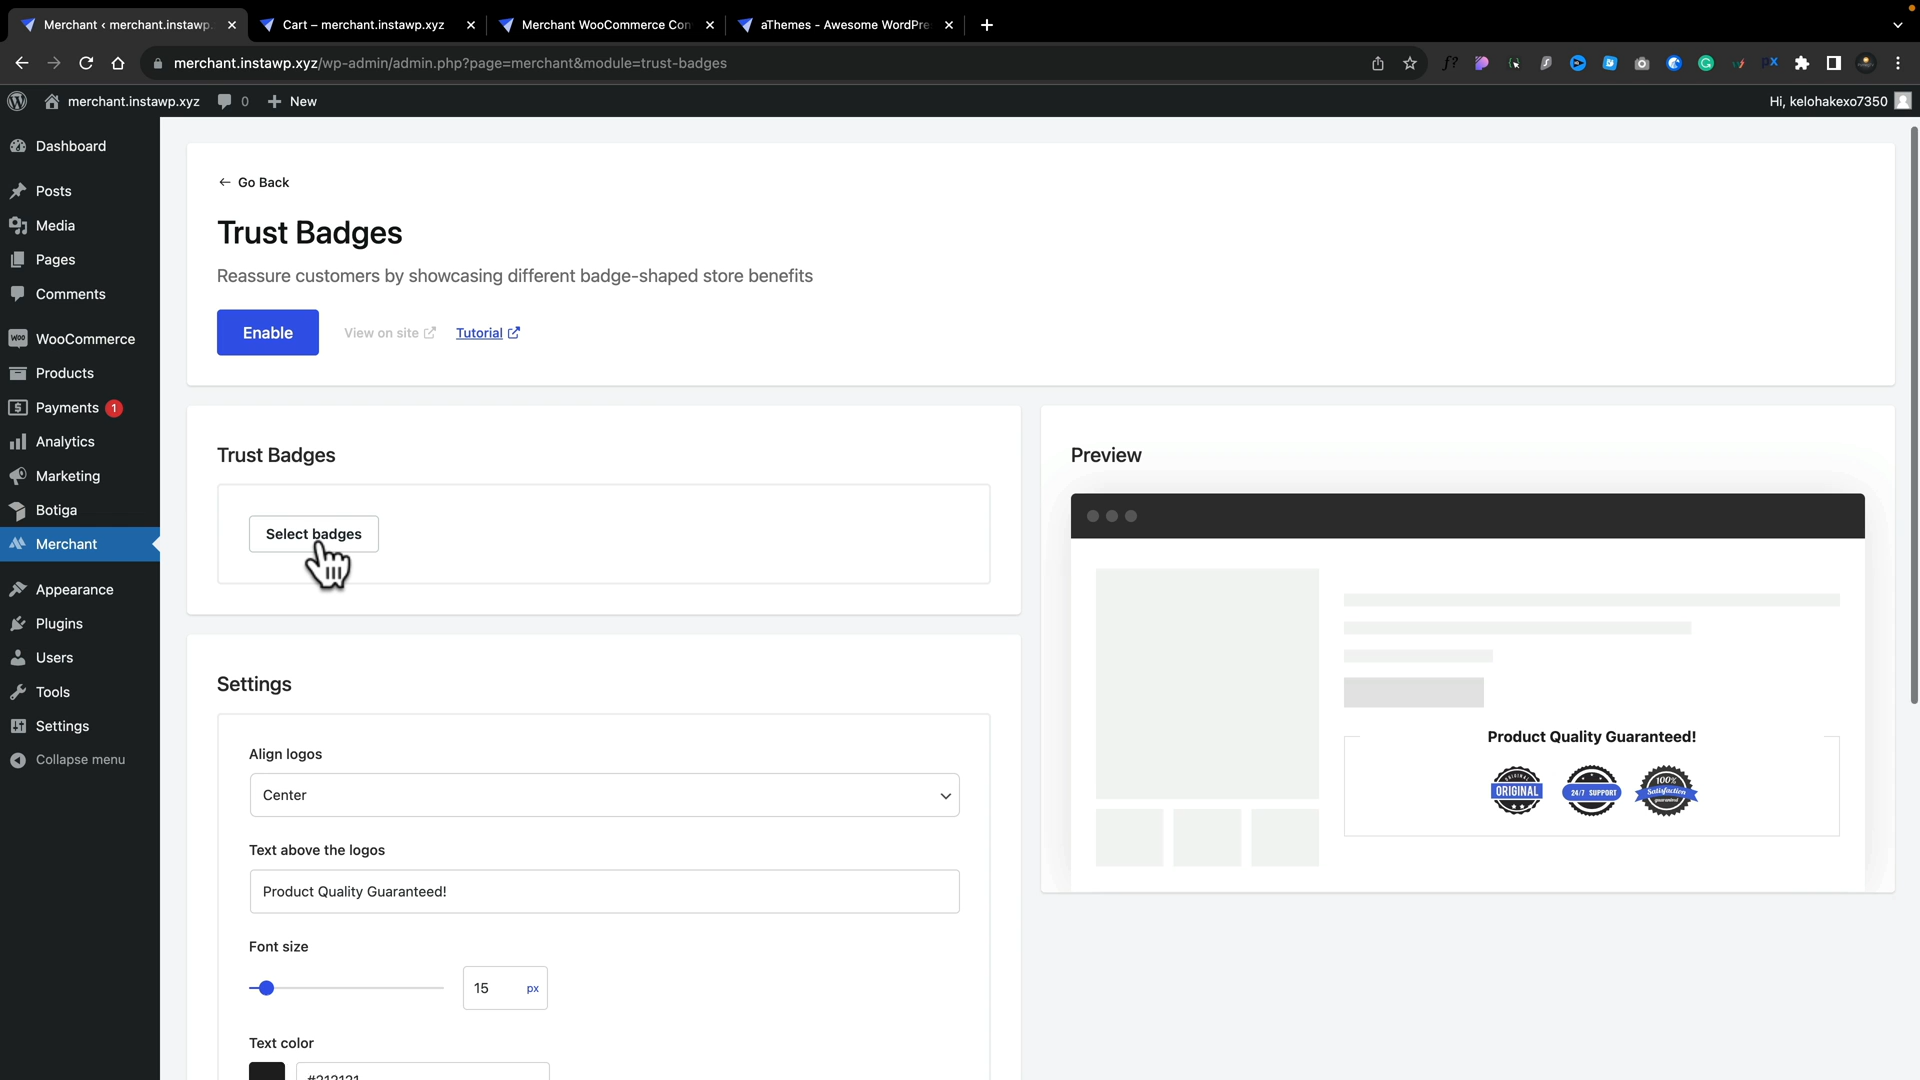 Merchant ‹ merchant.instawp.
Cart – merchant.instawp.xyz
Merchant WooCommerce Con
aThemes - Awesome WordPre
merchant.instawp.xyz/wp-admin/admin.php?page=merchant&module=trust-badges
merchant.instawp.xyz
0
New
Hi, kelohakexo7350
Dashboard
Posts
Media
Pages
Comments
WooCommerce
Products
Payments 1
Analytics
Marketing
Botiga
Merchant
Appearance
Plugins
Users
Tools
Settings
Collapse menu
← Go Back
Trust Badges
Reassure customers by showcasing different badge-shaped store benefits
Enable
View on site
Tutorial
Trust Badges
Select badges
Settings
Align logos
Center
Text above the logos
Product Quality Guaranteed!
Font size
15 px
Text color
#212121
Preview
Product Quality Guaranteed!
ORIGINAL
ORIGINAL
24/7 SUPPORT
100%
Satisfaction
guaranteed